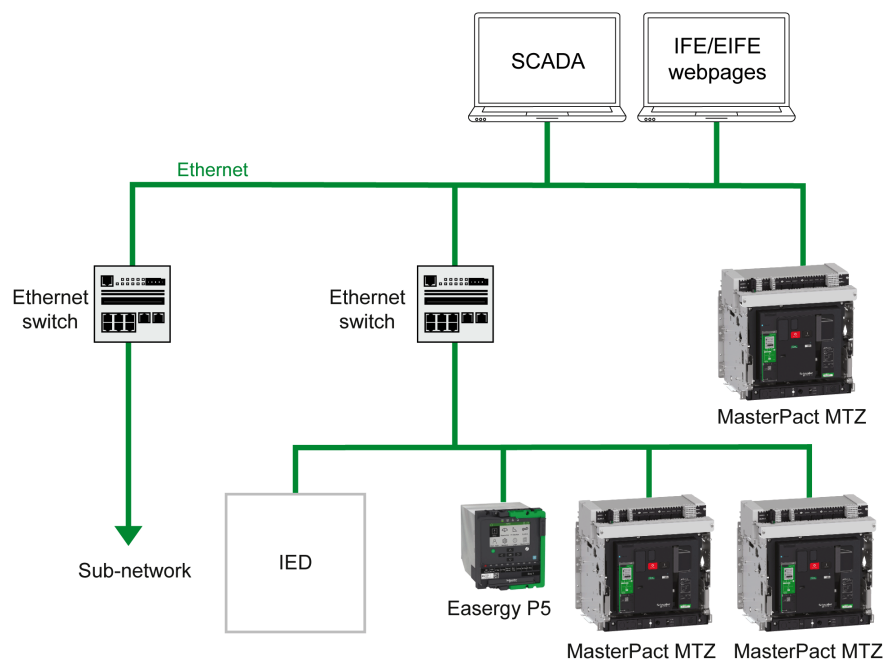 SCADA
IFE/EIFE
webpages
Ethernet
Ethernet
switch
Ethernet
switch
MasterPact MTZ
Sub-network
IED
Easergy P5
MasterPact MTZ
MasterPact MTZ